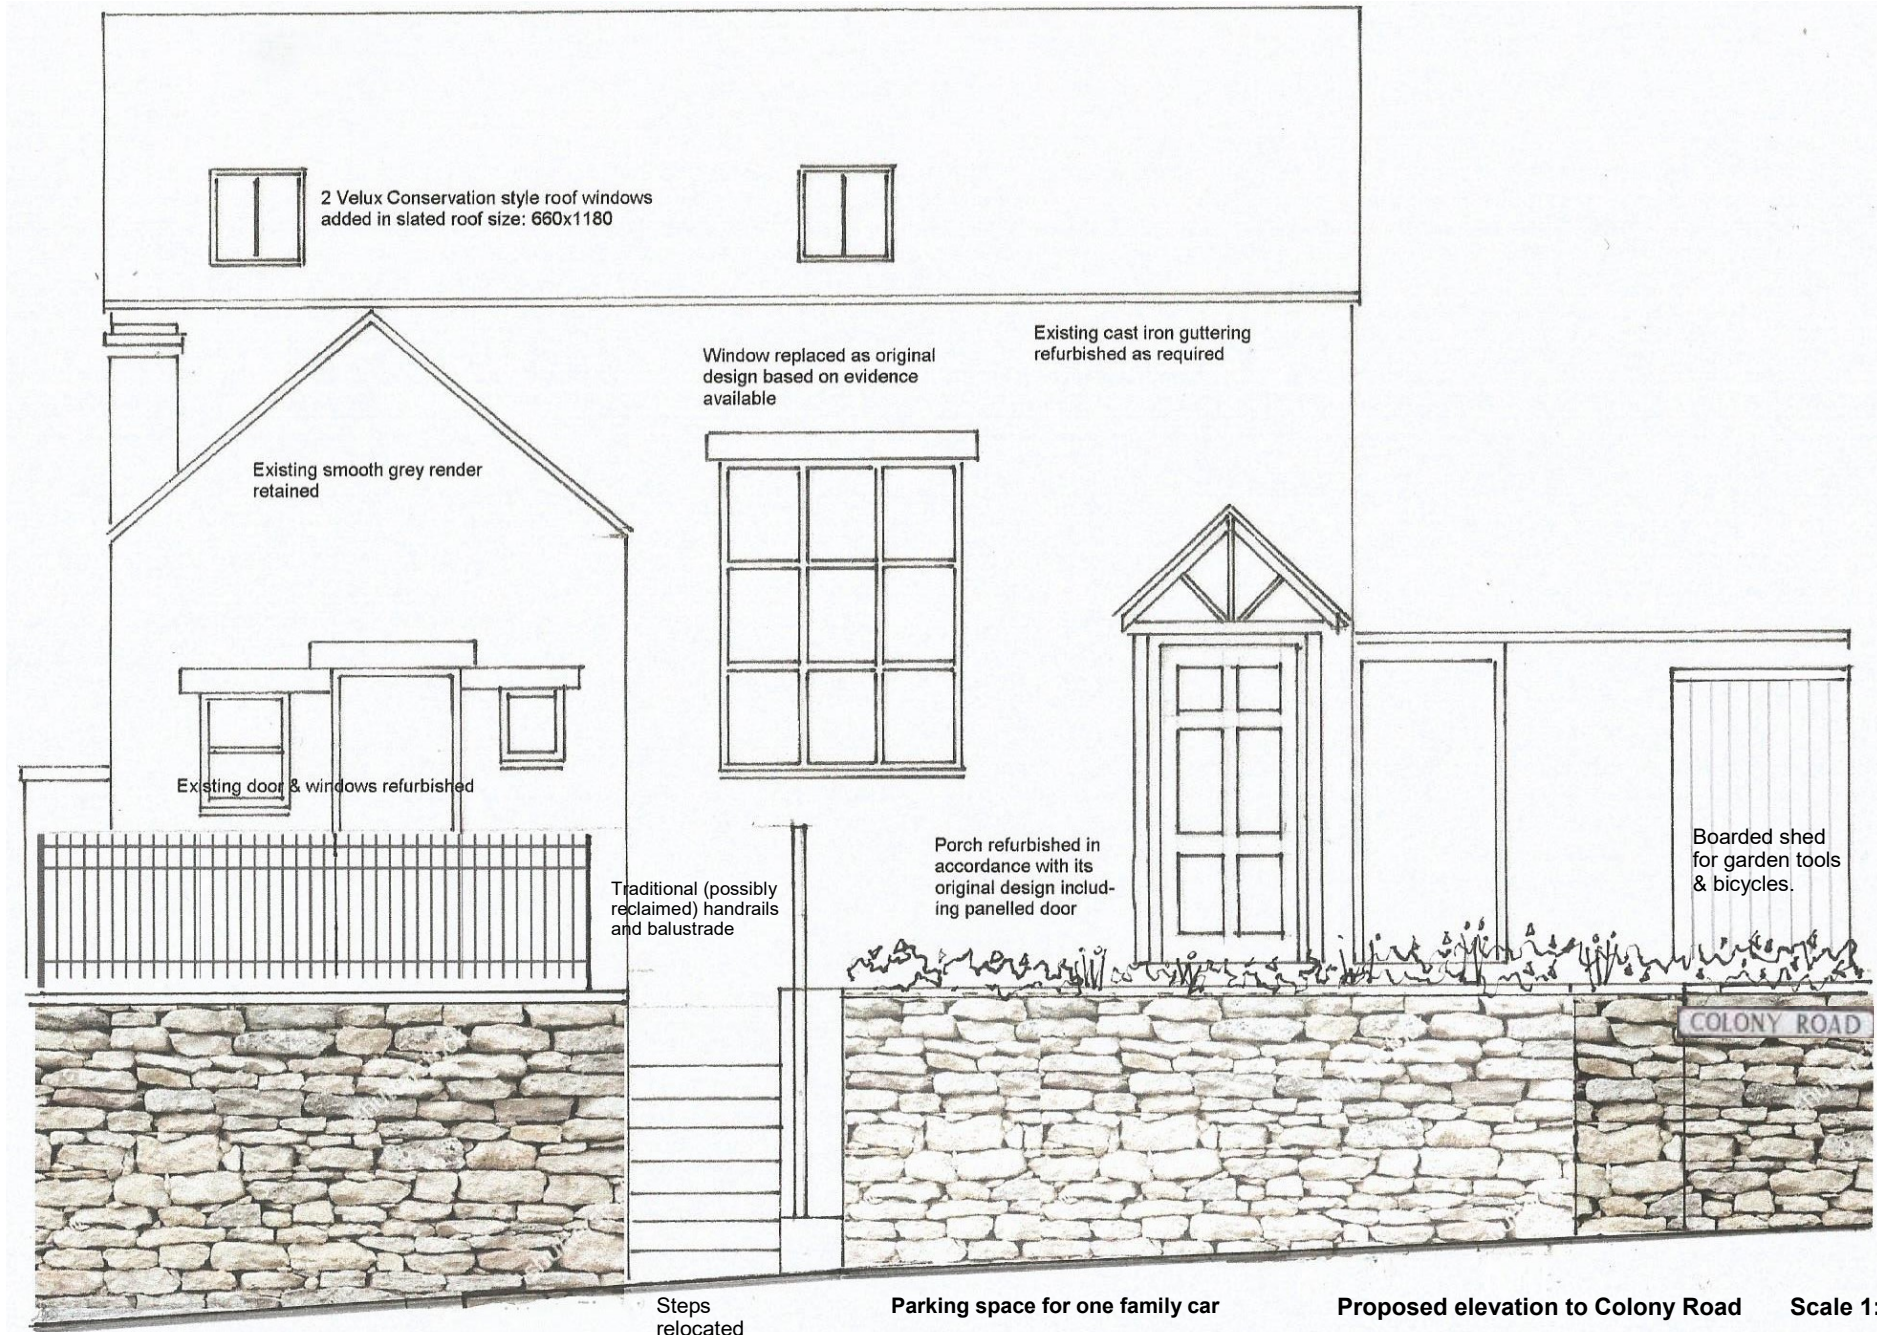 2 Velux Conservation style roof windows
added in slated roof size: 660x1180
Existing cast iron guttering
refurbished as required
Window replaced as original
design based on evidence
available
Existing smooth grey render
retained
Existing door & windows refurbished
Boarded shed
for garden tools
& bicycles.
Porch refurbished in
accordance with its
original design includ-
ing panelled door
Traditional (possibly
reclaimed) handrails
and balustrade
COLONY ROAD
Steps
relocated
Parking space for one family car
Proposed elevation to Colony Road
Scale 1: